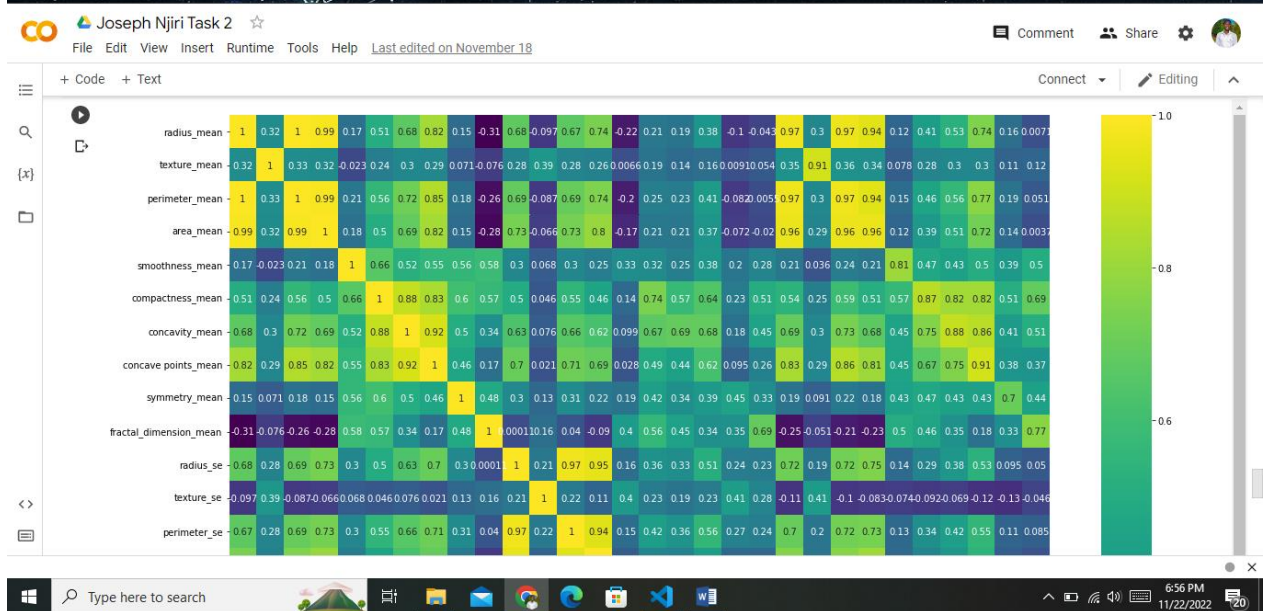 Joseph Njiri Task 2
File Edit View Insert Runtime Tools Help Last edited on November 18
Comment Share
+ Code + Text
Connect Editing
radius_mean - 1 0.32 1 0.99 0.17 0.51 0.68 0.82 0.15 -0.31 0.68 -0.097 0.67 0.74 -0.22 0.21 0.19 0.38 -0.1 -0.043 0.97 0.3 0.97 0.94 0.12 0.41 0.53 0.74 0.16 0.0071
texture_mean - 0.32 1 0.33 0.32 -0.023 0.24 0.3 0.29 0.071 -0.076 0.28 0.39 0.28 0.26 0.0066 0.19 0.14 0.16 0.0091 0.054 0.35 0.91 0.36 0.34 0.078 0.28 0.3 0.3 0.11 0.12
perimeter_mean - 1 0.33 1 0.99 0.21 0.56 0.72 0.85 0.18 -0.26 0.69 -0.087 0.69 0.74 -0.2 0.25 0.23 0.41 -0.082 0.97 0.3 0.97 0.94 0.15 0.46 0.56 0.77 0.19 0.051
area_mean - 0.99 0.32 0.99 1 0.18 0.5 0.69 0.82 0.15 -0.28 0.73 -0.066 0.73 0.8 -0.17 0.21 0.21 0.37 -0.072 -0.02 0.96 0.29 0.96 0.96 0.12 0.39 0.51 0.72 0.14 0.0037
smoothness_mean - 0.17 -0.023 0.21 0.18 1 0.66 0.52 0.55 0.56 0.58 0.3 0.068 0.3 0.25 0.33 0.32 0.25 0.38 0.2 0.28 0.21 0.036 0.24 0.21 0.81 0.47 0.43 0.5 0.39 0.5
compactness_mean - 0.51 0.24 0.56 0.5 0.66 1 0.88 0.83 0.6 0.57 0.5 0.046 0.55 0.46 0.14 0.74 0.57 0.64 0.23 0.51 0.54 0.25 0.59 0.51 0.57 0.87 0.82 0.82 0.51 0.69
concavity_mean - 0.68 0.3 0.72 0.69 0.52 0.88 1 0.92 0.5 0.34 0.63 0.076 0.66 0.62 0.099 0.67 0.69 0.68 0.18 0.45 0.69 0.3 0.73 0.68 0.45 0.75 0.88 0.86 0.41 0.51
concave points_mean - 0.82 0.29 0.85 0.82 0.55 0.83 0.92 1 0.46 0.17 0.7 0.021 0.71 0.69 0.028 0.49 0.44 0.62 0.095 0.26 0.83 0.29 0.86 0.81 0.45 0.67 0.75 0.91 0.38 0.37
symmetry_mean - 0.15 0.071 0.18 0.15 0.56 0.6 0.5 0.46 1 0.48 0.3 0.13 0.31 0.22 0.19 0.42 0.34 0.39 0.45 0.33 0.19 0.091 0.22 0.18 0.43 0.47 0.43 0.43 0.7 0.44
fractal_dimension_mean - -0.31 -0.076 -0.26 -0.28 0.58 0.57 0.34 0.17 0.48 1 0.00011 0.16 0.04 -0.09 0.4 0.56 0.45 0.34 0.35 0.69 -0.25 -0.051 -0.21 -0.23 0.5 0.46 0.35 0.18 0.33 0.77
radius_se - 0.68 0.28 0.69 0.73 0.3 0.5 0.63 0.7 0.3 0.00011 1 0.21 0.97 0.95 0.16 0.36 0.33 0.51 0.24 0.23 0.72 0.19 0.72 0.75 0.14 0.29 0.38 0.53 0.095 0.05
texture_se - -0.097 0.39 -0.087 -0.066 0.068 0.046 0.076 0.021 0.13 0.16 0.21 1 0.22 0.11 0.4 0.23 0.19 0.23 0.41 0.28 -0.11 0.41 -0.1 -0.083 -0.074 -0.092 -0.069 -0.12 -0.13 -0.046
perimeter_se - 0.67 0.28 0.69 0.73 0.3 0.55 0.66 0.71 0.31 0.04 0.97 0.22 1 0.94 0.15 0.42 0.36 0.56 0.27 0.24 0.7 0.2 0.72 0.73 0.13 0.34 0.42 0.55 0.11 0.085
1.0
0.8
0.6
{x}
Type here to search
6:56 PM
11/22/2022
20